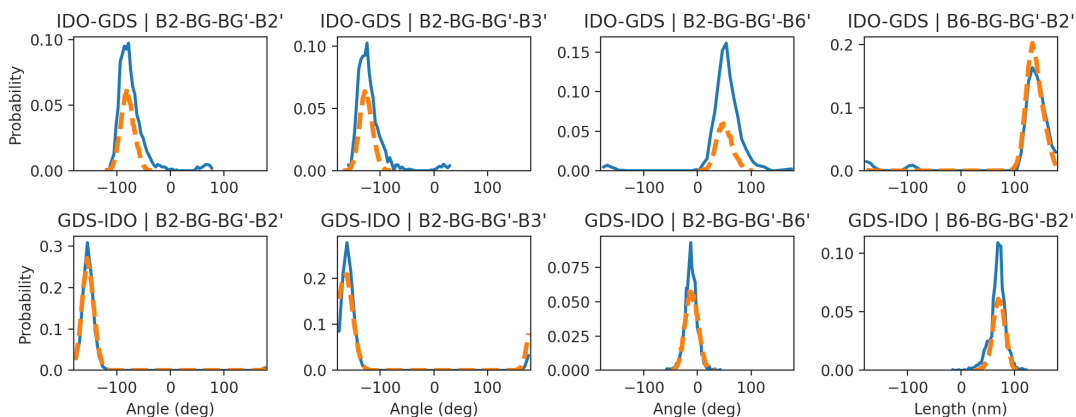 IDO-GDS | B2-BG-BG'-B2'
IDO-GDS | B2-BG-BG'-B3'
IDO-GDS | B2-BG-BG'-B6'
IDO-GDS | B6-BG-BG'-B2'
Probability
0.10
0.05
0.00
−100 0 100
0.10
0.05
0.00
−100 0 100
0.15
0.10
0.05
0.00
−100 0 100
0.2
0.1
0.0
−100 0 100
GDS-IDO | B2-BG-BG'-B2'
GDS-IDO | B2-BG-BG'-B3'
GDS-IDO | B2-BG-BG'-B6'
GDS-IDO | B6-BG-BG'-B2'
Probability
0.3
0.2
0.1
0.0
−100 0 100
Angle (deg)
0.2
0.1
0.0
−100 0 100
Angle (deg)
0.075
0.050
0.025
0.000
−100 0 100
Angle (deg)
0.10
0.05
0.00
−100 0 100
Length (nm)